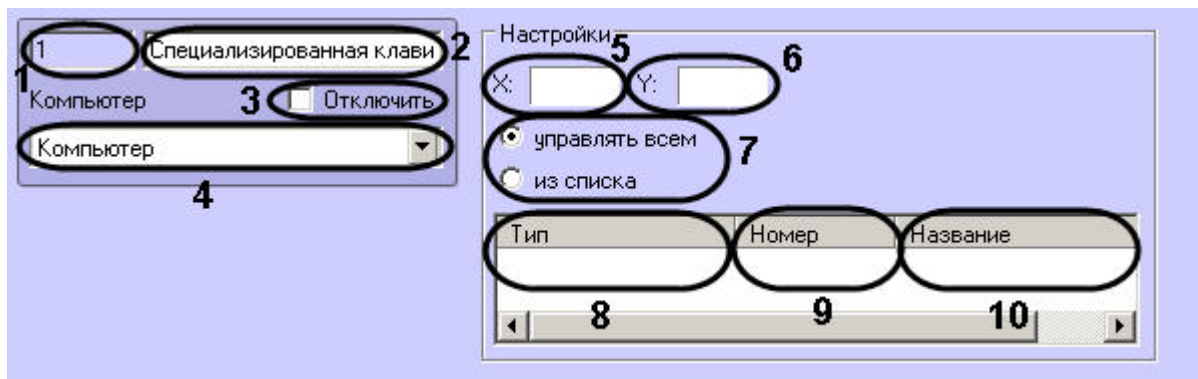 1 Специализированная клави 2
1
Компьютер 3 Отключить
Компьютер
4
Настройки
5 6
X: Y:
управлять всем
7
из списка
Тип Номер Название
8 9 10